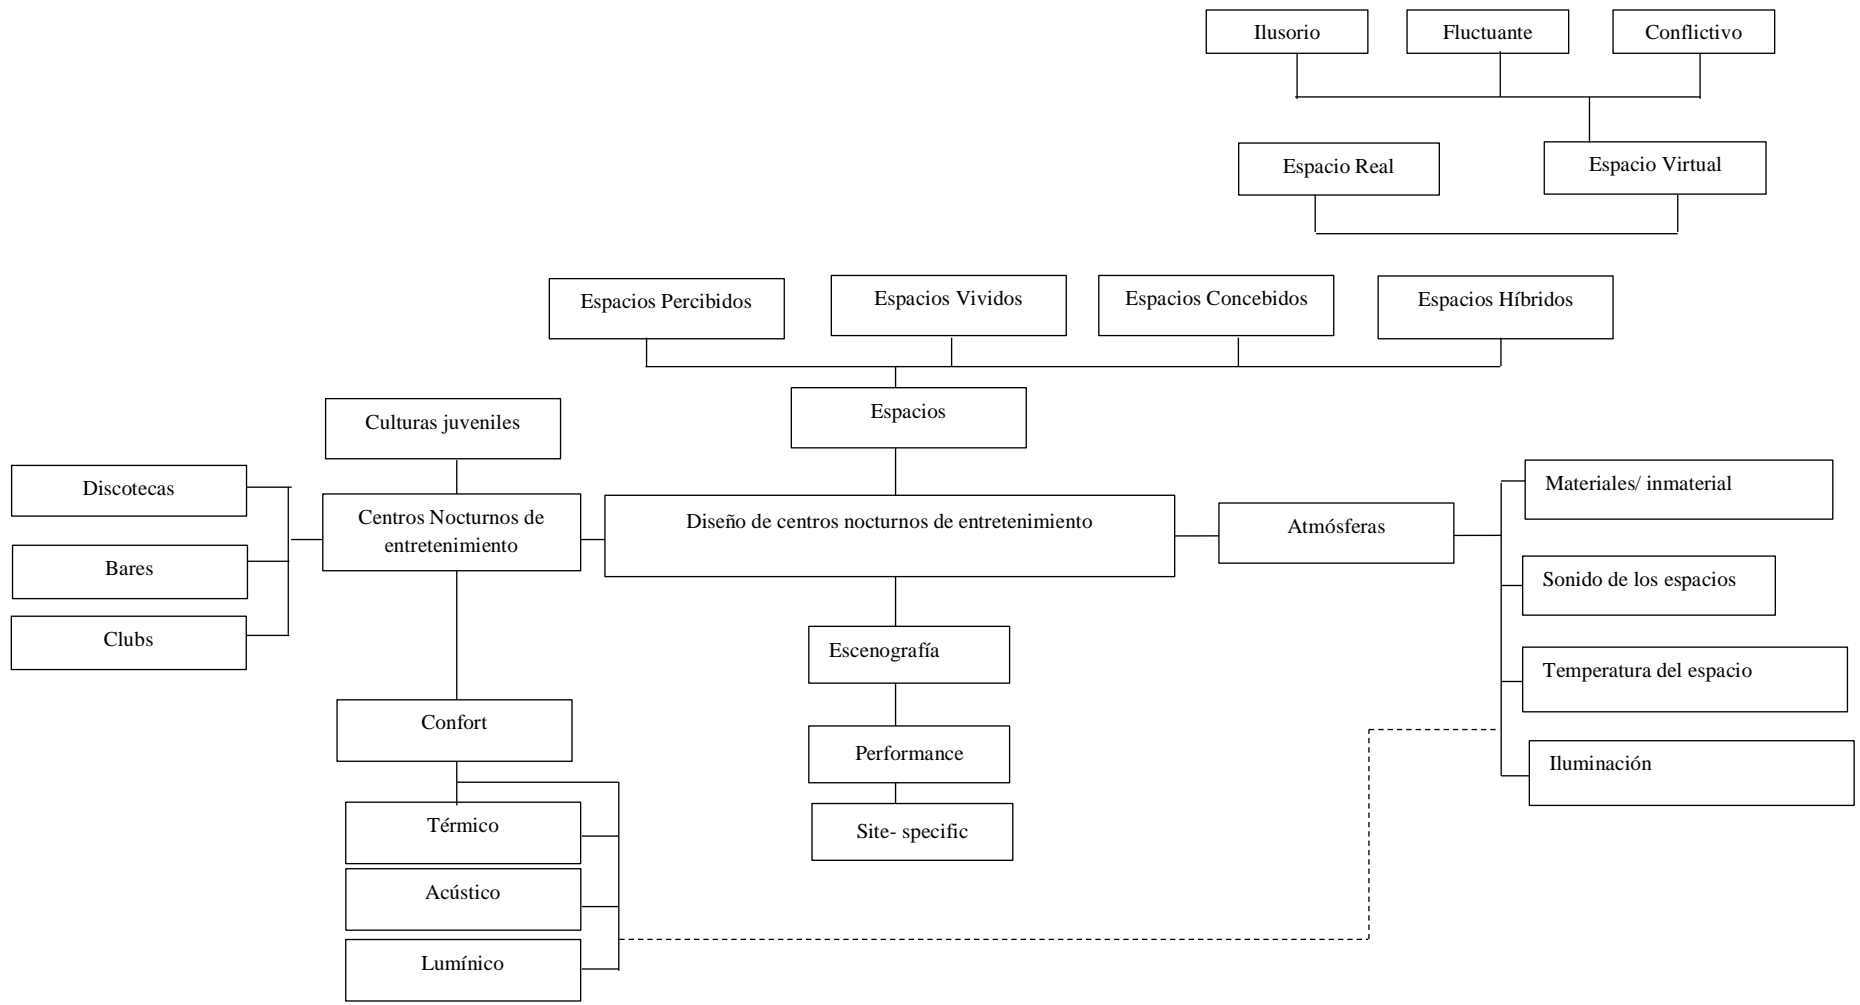 Ilusorio
Fluctuante
Conflictivo
Espacio Real
Espacio Virtual
Espacios Percibidos
Espacios Vividos
Espacios Concebidos
Espacios Híbridos
Espacios
Culturas juveniles
Discotecas
Bares
Clubs
Centros Nocturnos de
entretenimiento
Diseño de centros nocturnos de entretenimiento
Atmósferas
Materiales/ inmaterial
Sonido de los espacios
Temperatura del espacio
Iluminación
Escenografía
Performance
Site- specific
Confort
Térmico
Acústico
Lumínico